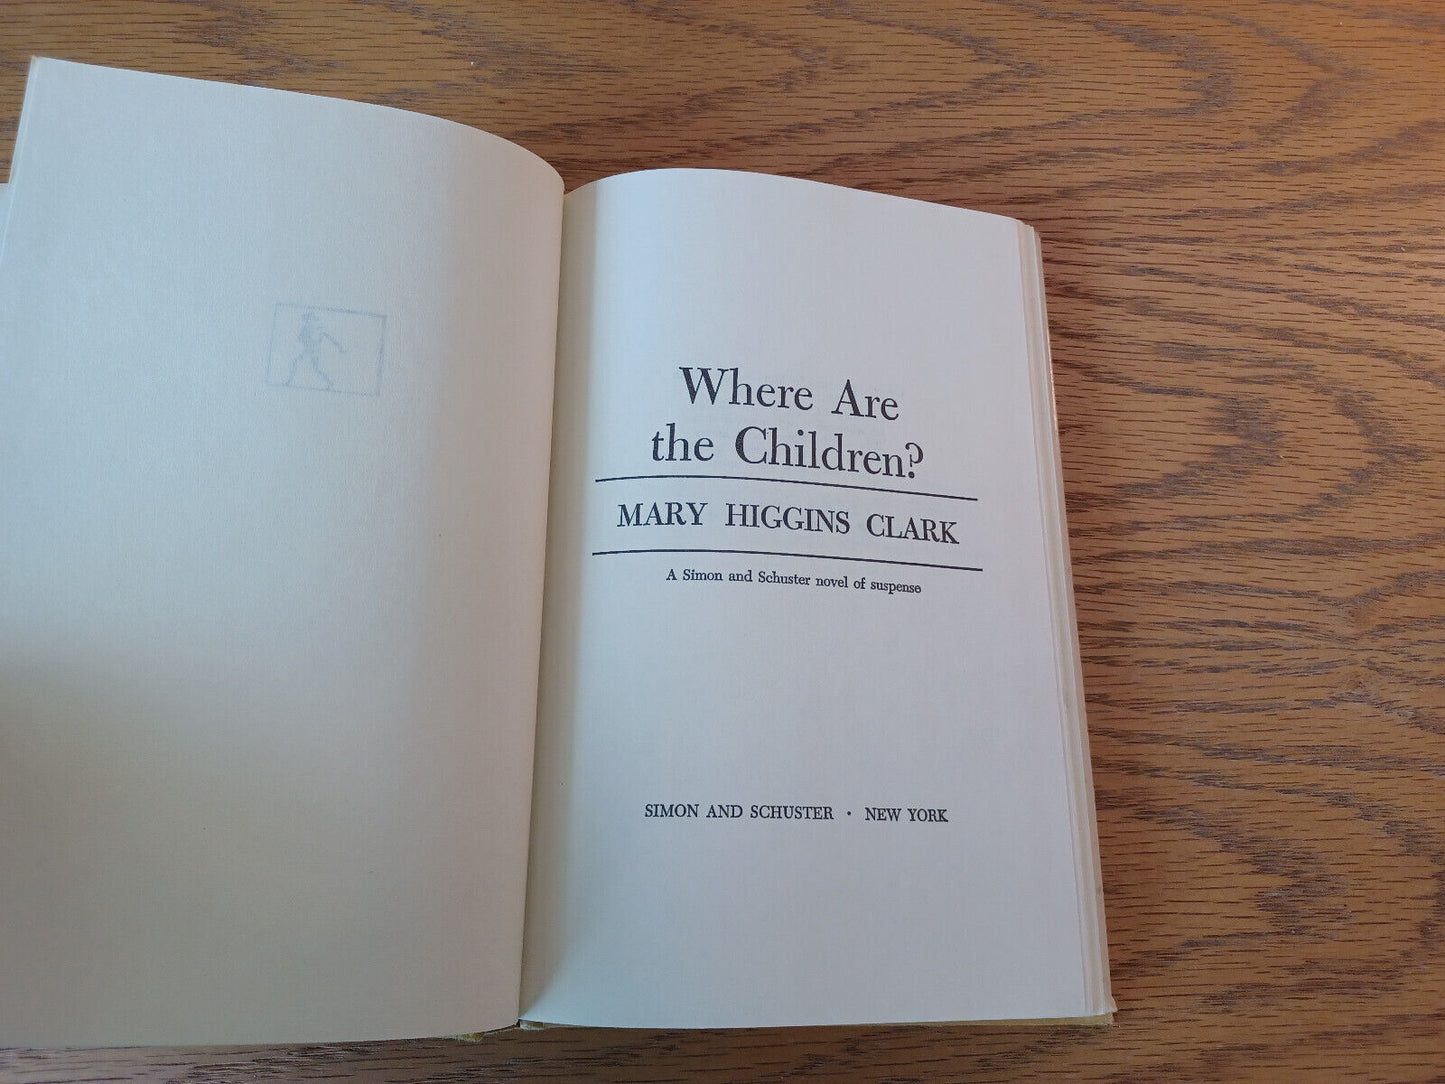 Where Are
the Children?
MARY HIGGINS CLARK
A Simon and Schuster novel of suspense
SIMON AND SCHUSTER • NEW YORK